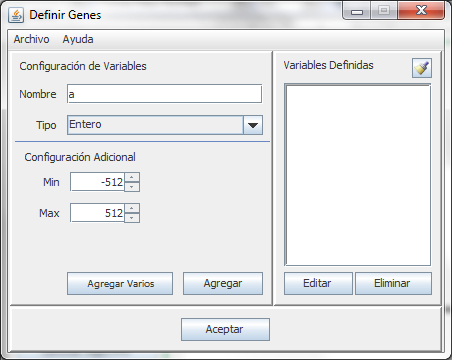 Definir Genes
Archivo Ayuda
Configuración de Variables
Nombre a
Tipo Entero
Configuración Adicional
Min -512
Max 512
Agregar Varios Agregar
Variables Definidas
Editar Eliminar
Aceptar